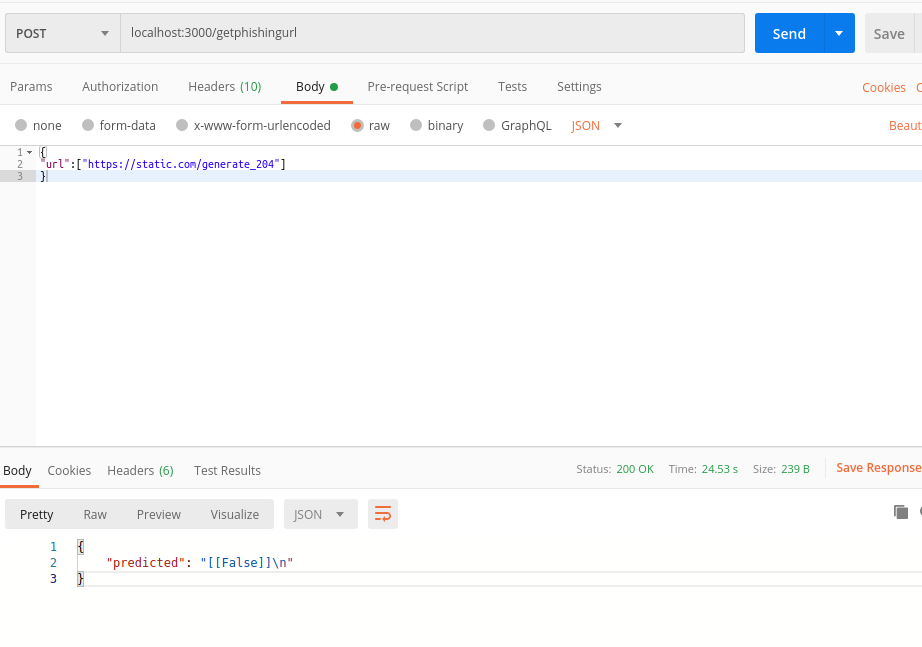 POST localhost:3000/getphishingurl Send Save
Params Authorization Headers (10) Body Pre-request Script Tests Settings Cookies
none form-data x-www-form-urlencoded raw binary GraphQL JSON Beaut
1 {
2 "url":["https://static.com/generate_204"]
3 }
Body Cookies Headers (6) Test Results Status: 200 OK Time: 24.53 s Size: 239 B Save Response
Pretty Raw Preview Visualize JSON
1 {
2 "predicted": "[[False]]\n"
3 }